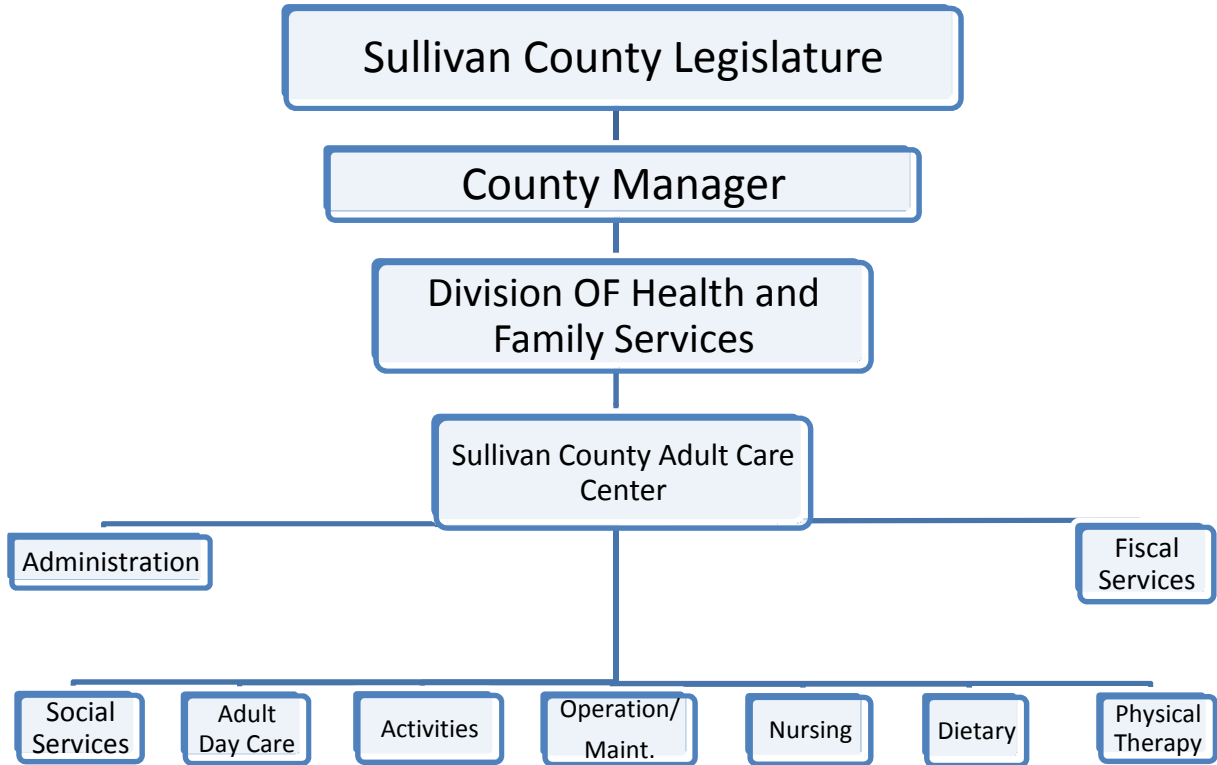 Sullivan County Legislature
County Manager
Division OF Health and
Family Services
Sullivan County Adult Care
Center
Administration
Fiscal
Services
Social
Services
Adult
Day Care
Activities
Operation/
Maint.
Nursing
Dietary
Physical
Therapy